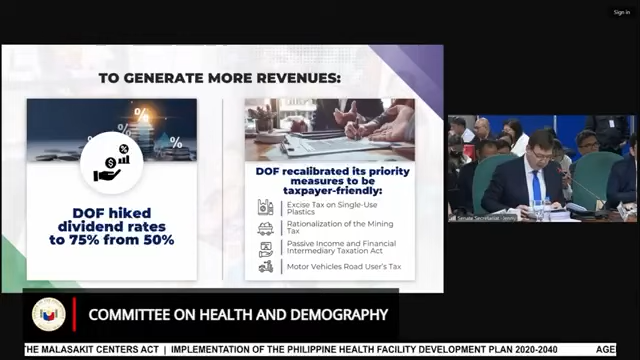 Sign in
TO GENERATE MORE REVENUES:
DOF hiked
dividend rates
to 75% from 50%
DOF recalibrated its priority
measures to be
taxpayer-friendly:
Excise Tax on Single-Use
Plastics
Rationalization of the Mining
Tax
Passive Income and Financial
Intermediary Taxation Act
Motor Vehicles Road User's Tax
Senate Secretariat
COMMITTEE ON HEALTH AND DEMOGRAPHY
THE MALASAKIT CENTERS ACT | IMPLEMENTATION OF THE PHILIPPINE HEALTH FACILITY DEVELOPMENT PLAN 2020-2040 AGE